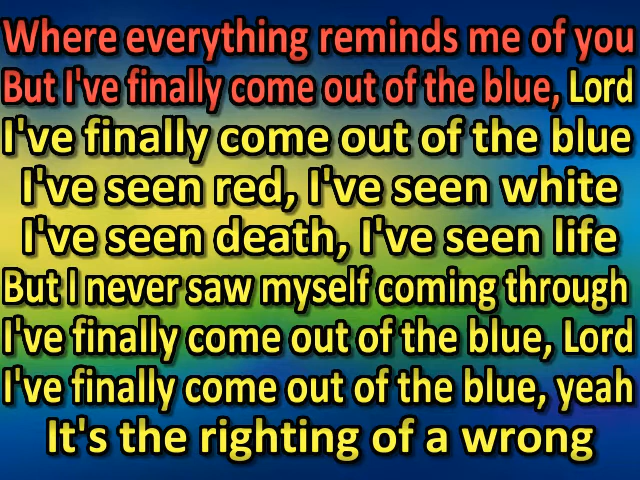 Where everything reminds me of you
But I've finally come out of the blue, Lord
I've finally come out of the blue
I've seen red, I've seen white
I've seen death, I've seen life
But I never saw myself coming through
I've finally come out of the blue, Lord
I've finally come out of the blue, yeah
It's the righting of a wrong